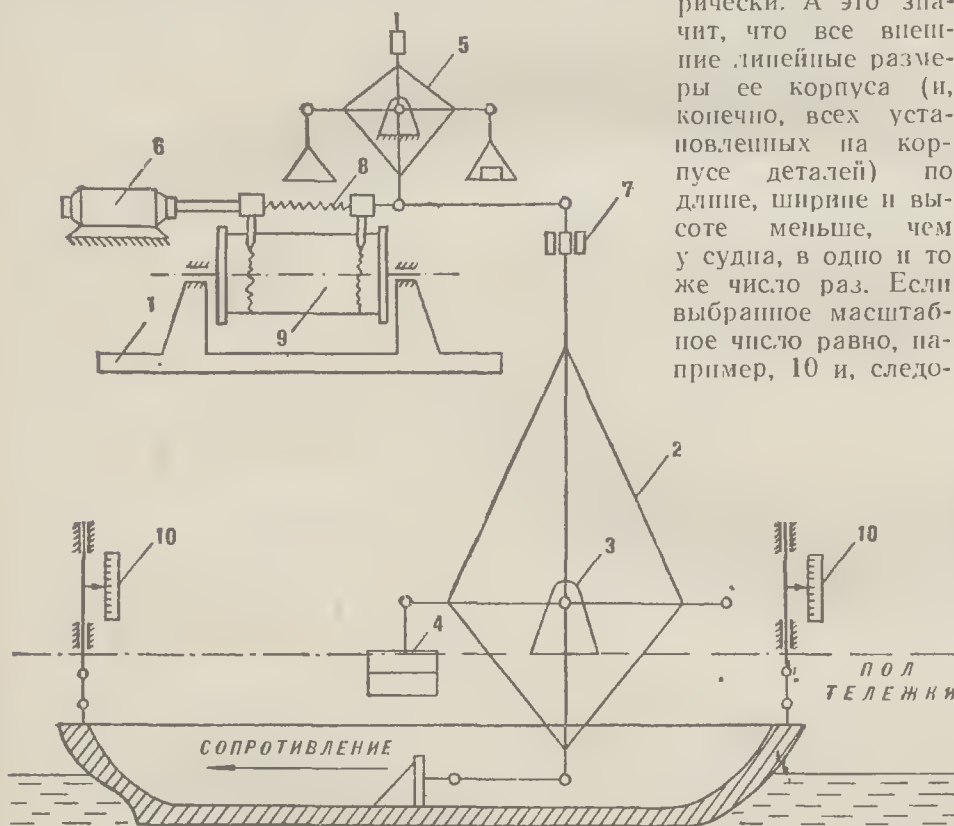 рически. А это зна-
чит, что все внеш-
ние линейные разме-
ры ее корпуса (и,
конечно, всех уста-
новленных на кор-
пусе деталей) по
длине, ширине и вы-
соте меньше, чем
у судна, в одно и то
же число раз. Если
выбранное масштаб-
ное число равно, на-
пример, 10 и, следо-
5
6
8
7
1
9
2
3
10
10
4
ПОЛ
ТЕЛЕЖКИ
СОПРОТИВЛЕНИЕ